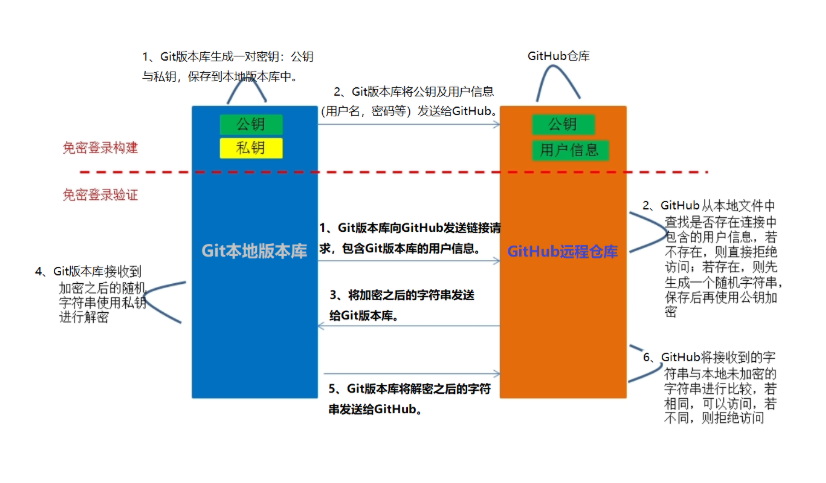 1、Git版本库生成一对密钥：公钥
与私钥，保存到本地版本库中。
GitHub仓库
2、Git版本库将公钥及用户信息
(用户名，密码等）发送给GitHub。
公钥
私钥
公钥
用户信息
免密登录构建
免密登录验证
1、Git版本库向GitHub发送链接请
求，包含Git版本库的用户信息。
Git本地版本库
GitHub远程仓库
2、GitHub从本地文件中
查找是否存在连接中
包含的用户信息，若
不存在，则直接拒绝
访问；若存在，则先
生成一个随机字符串，
保存后再使用公钥加
密
3、将加密之后的字符串发送
给Git版本库。
4、Git版本库接收到
加密之后的随机
字符串使用私钥
进行解密
5、Git版本库将解密之后的字符
串发送给GitHub。
6、GitHub将接收到的字
符串与本地未加密的
字符串进行比较，若
相同，可以访问，若
不同，则拒绝访问